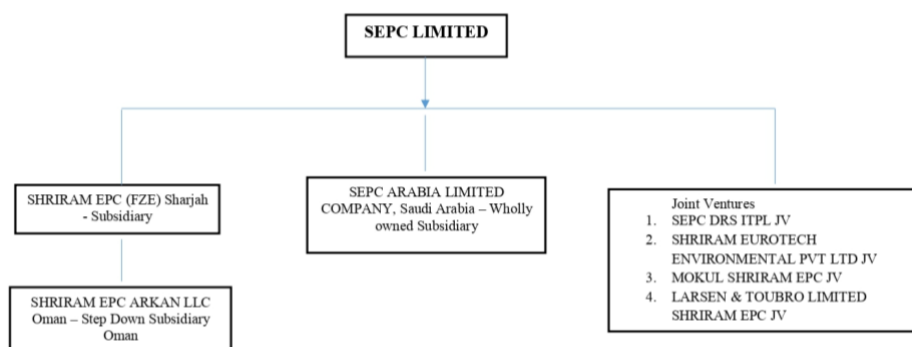 SEPC LIMITED
SHRIRAM EPC (FZE) Sharjah
- Subsidiary
SHRIRAM EPC ARKAN LLC
Oman – Step Down Subsidiary
Oman
SEPC ARABIA LIMITED
COMPANY, Saudi Arabia – Wholly
owned Subsidiary
Joint Ventures
1. SEPC DRS ITPL JV
2. SHRIRAM EUROTECH
ENVIRONMENTAL PVT LTD JV
3. MOKUL SHRIRAM EPC JV
4. LARSEN & TOUBRO LIMITED
SHRIRAM EPC JV